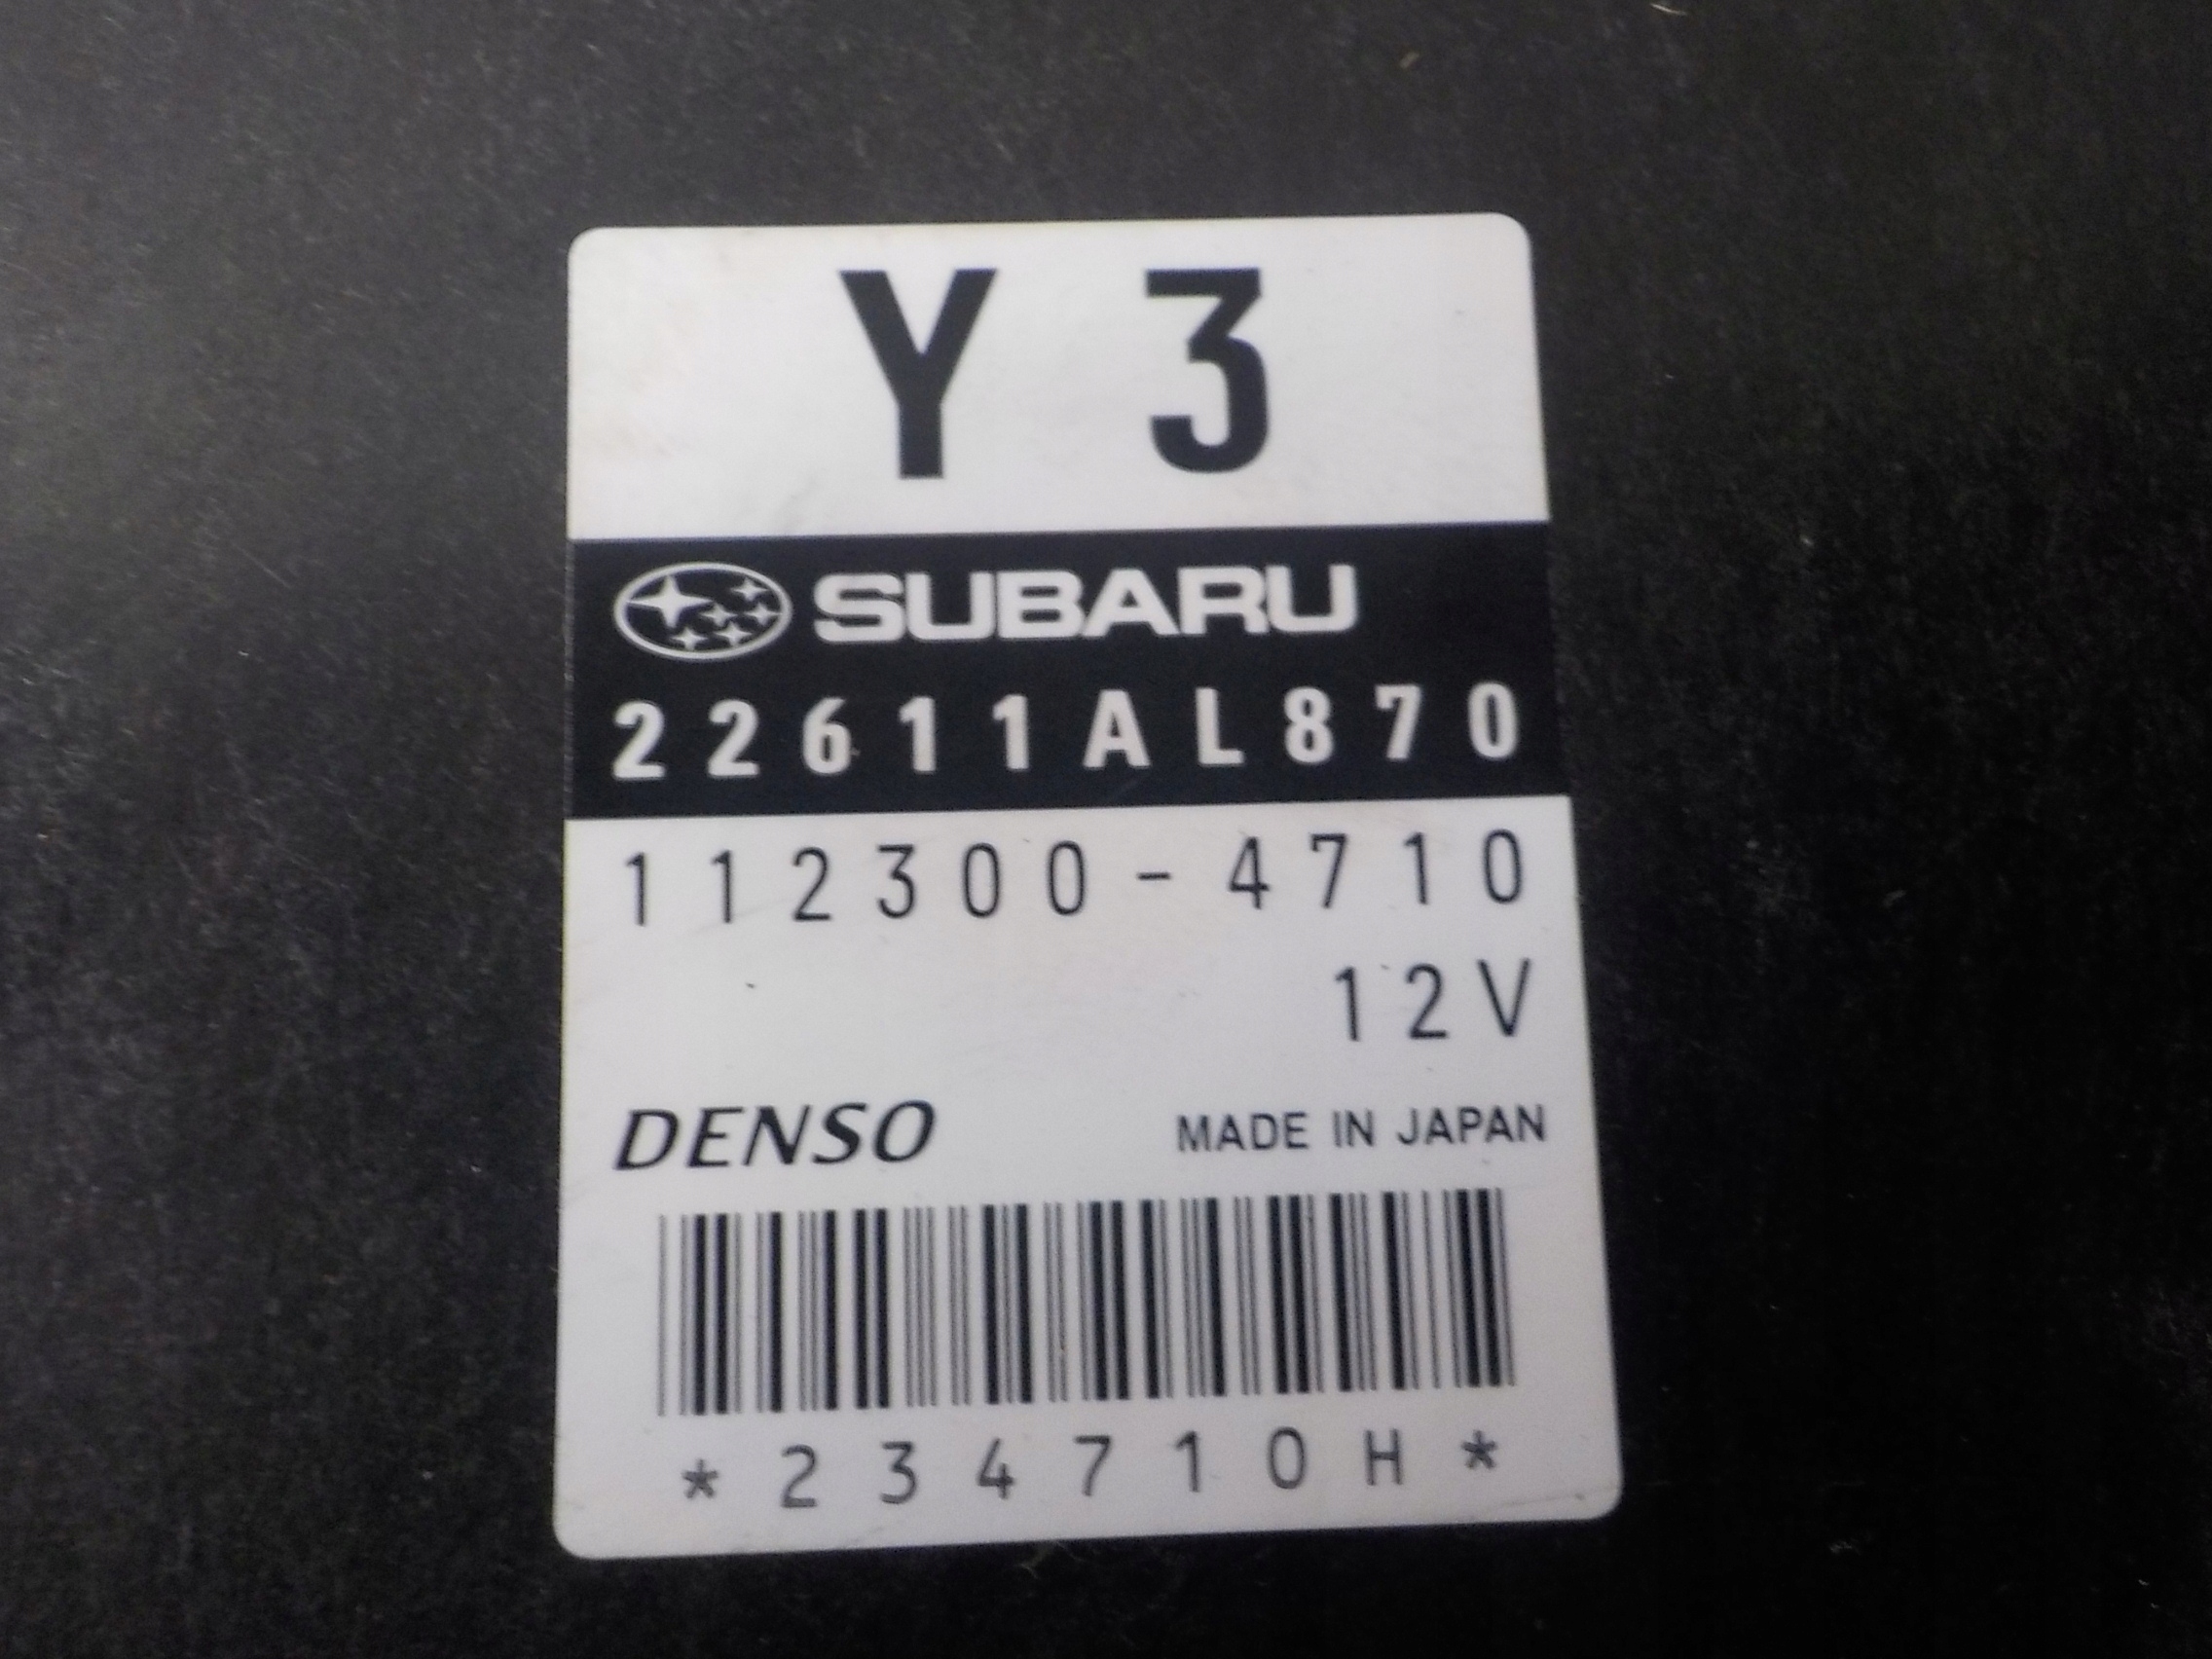 Y 3
SUBARU
22611AL870
112300-4710
12V
DENSO MADE IN JAPAN
*234710H*